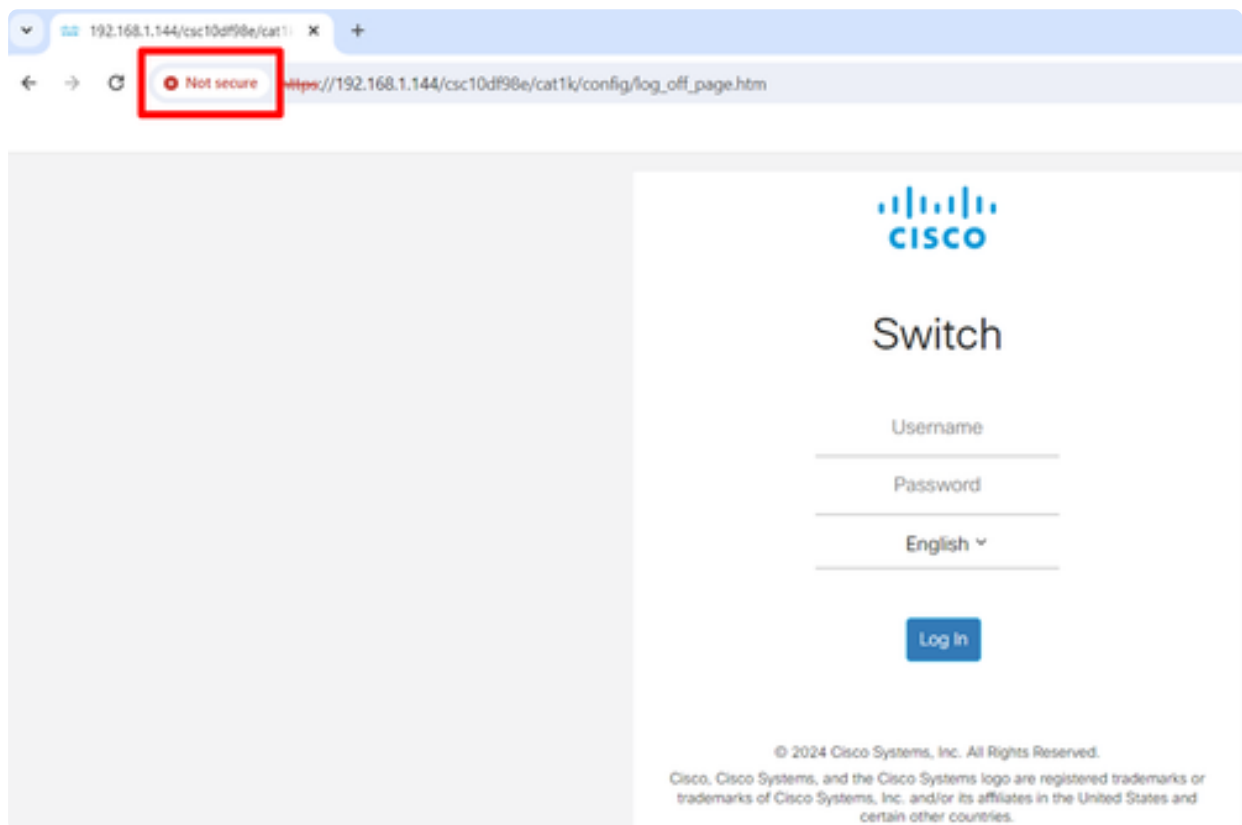 192.168.1.144/csc10df98e/cat1
Not secure https://192.168.1.144/csc10df98e/cat1k/config/log_off_page.htm
CISCO
Switch
Username
Password
English
Log In
© 2024 Cisco Systems, Inc. All Rights Reserved.
Cisco, Cisco Systems, and the Cisco Systems logo are registered trademarks or
trademarks of Cisco Systems, Inc. and/or its affiliates in the United States and
certain other countries.